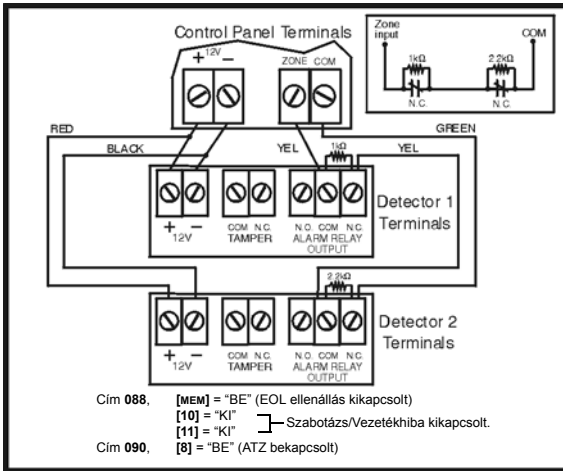 Control Panel Terminals
+ 12V −
ZONE COM
Zone input
COM
1kΩ
2.2kΩ
N.C.
N.C.
RED
GREEN
BLACK
YEL
1kΩ
YEL
Detector 1 Terminals
+ −
12V
COM N.C.
TAMPER
N.O. COM N.C.
ALARM RELAY
OUTPUT
2.2kΩ
Detector 2 Terminals
+ −
12V
COM N.C.
TAMPER
N.O. COM N.C.
ALARM RELAY
OUTPUT
Cím 088, [MEM] = “BE” (EOL ellenállás kikapcsolt)
[10] = “KI”
[11] = “KI”
Szabotázs/Vezetékhiba kikapcsolt.
Cím 090, [8] = “BE” (ATZ bekapcsolt)